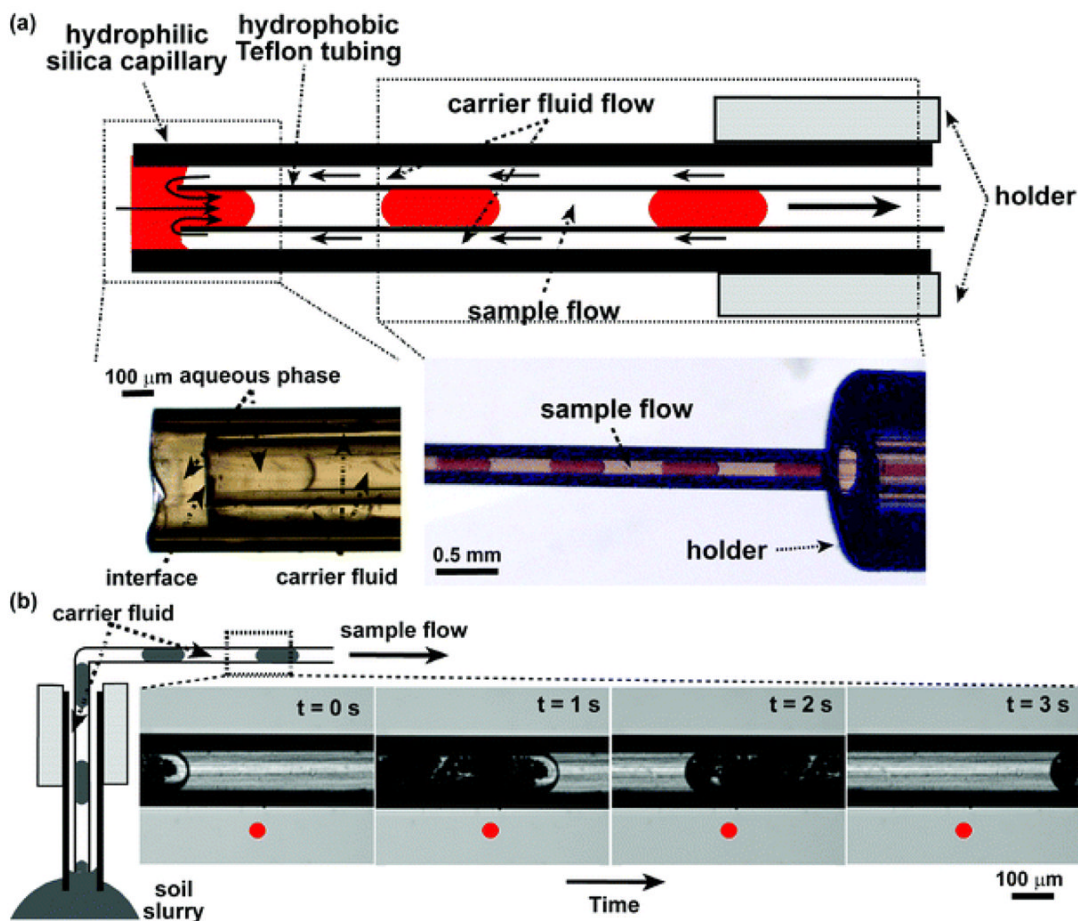 (a)
hydrophilic
silica capillary
hydrophobic
Teflon tubing
carrier fluid flow
holder
sample flow
100 μm
aqueous phase
interface
carrier fluid
sample flow
holder
0.5 mm
(b)
carrier fluid
sample flow
t = 0 s
t = 1 s
t = 2 s
t = 3 s
soil
slurry
Time
100 μm